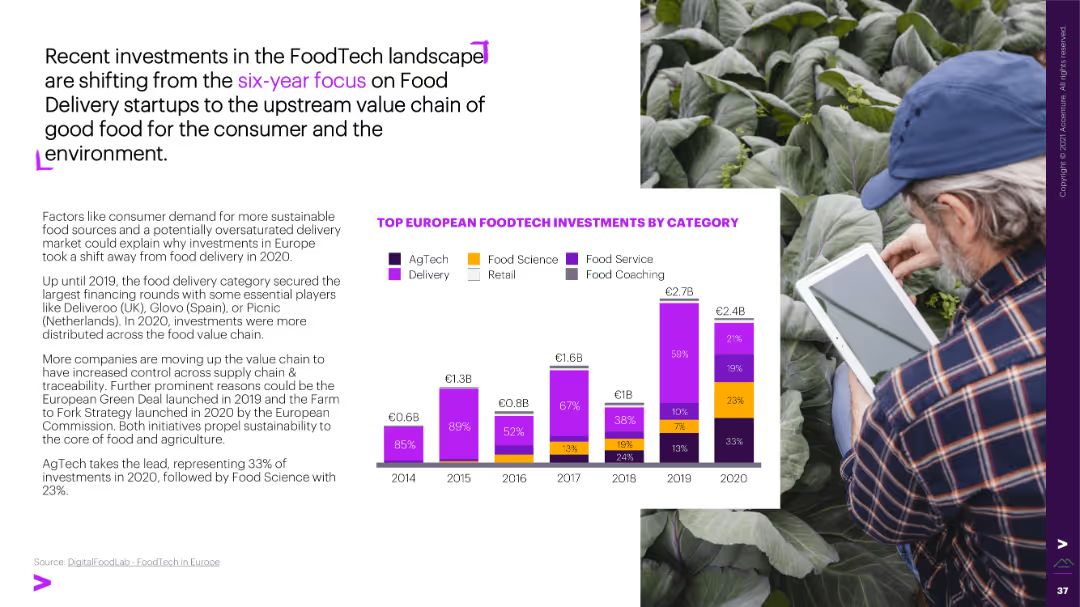 Recent investments in the FoodTech landscape
are shifting from the six-year focus on Food
Delivery startups to the upstream value chain of
good food for the consumer and the
environment.
Factors like consumer demand for more sustainable
food sources and a potentially oversaturated delivery
market could explain why investments in Europe
took a shift away from food delivery in 2020.
Up until 2019, the food delivery category secured the
largest financing rounds with some essential players
like Deliveroo (UK), Glovo (Spain), or Picnic
(Netherlands). In 2020, investments were more
distributed across the food value chain.
More companies are moving up the value chain to
have increased control across supply chain &
traceability. Further prominent reasons could be the
European Green Deal launched in 2019 and the Farm
to Fork Strategy launched in 2020 by the European
Commission. Both initiatives propel sustainability to
the core of food and agriculture.
AgTech takes the lead, representing 33% of
investments in 2020, followed by Food Science with
23%.
TOP EUROPEAN FOODTECH INVESTMENTS BY CATEGORY
AgTech Food Science Food Service
Delivery Retail Food Coaching
€0.6B €1.3B €0.8B €1.6B €1B €2.7B €2.4B
85%
89%
52%
67%
13%
38%
19%
24%
59%
10%
7%
13%
21%
19%
23%
33%
2014 2015 2016 2017 2018 2019 2020
Source: DigitalFoodLab - FoodTech in Europe
Copyright © 2021 Accenture. All rights reserved.
37